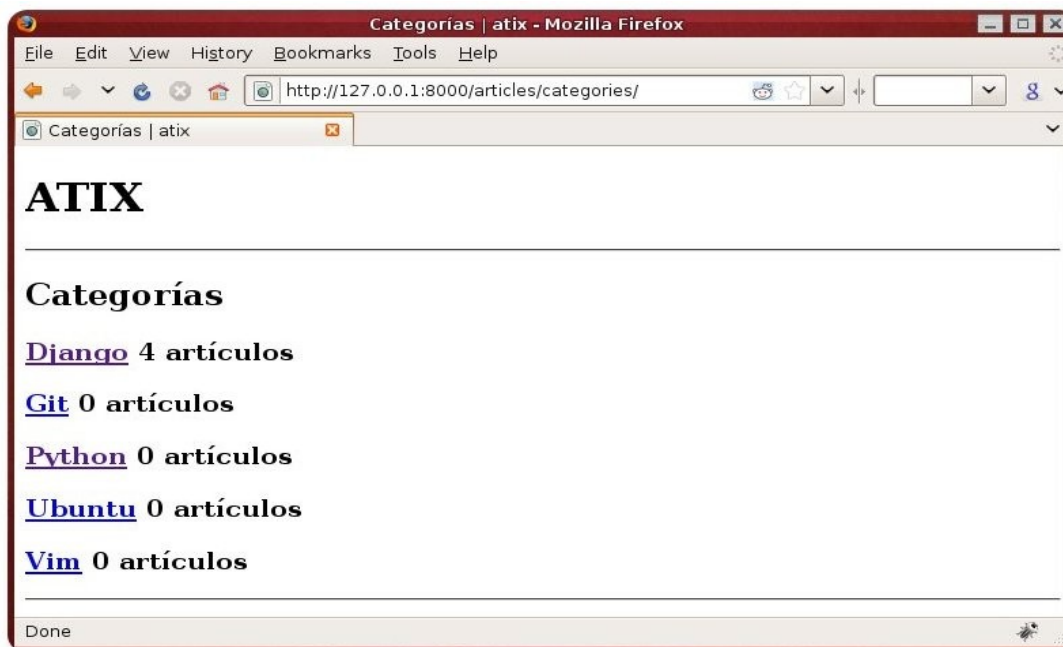 Categorías | atix - Mozilla Firefox
File Edit View History Bookmarks Tools Help
http://127.0.0.1:8000/articles/categories/
Categorías | atix
ATIX
Categorías
Django 4 artículos
Git 0 artículos
Python 0 artículos
Ubuntu 0 artículos
Vim 0 artículos
Done